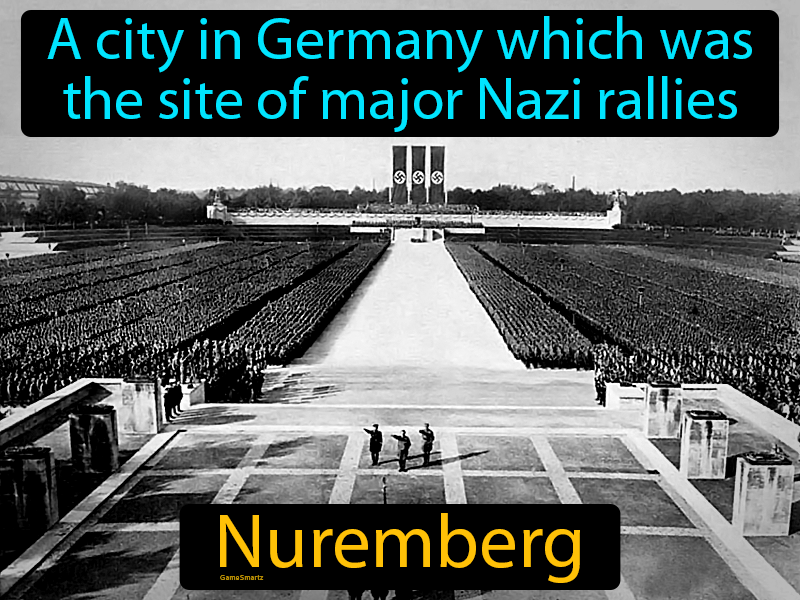 A city in Germany which was
the site of major Nazi rallies
Nuremberg
GameSmartz